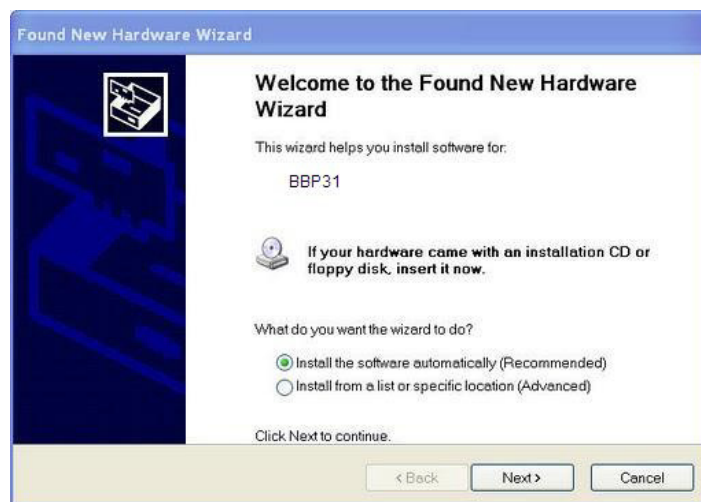 Found New Hardware Wizard
Welcome to the Found New Hardware
Wizard
This wizard helps you install software for:
BBP31
If your hardware came with an installation CD or
floppy disk, insert it now.
What do you want the wizard to do?
Install the software automatically (Recommended)
Install from a list or specific location (Advanced)
Click Next to continue.
< Back Next > Cancel